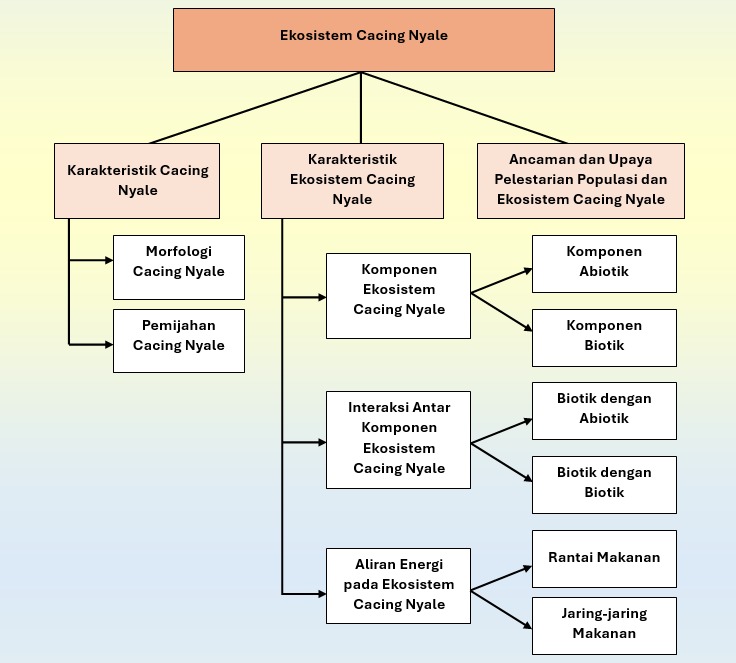 Ekosistem Cacing Nyale
Karakteristik Cacing
Nyale
Karakteristik
Ekosistem Cacing
Nyale
Ancaman dan Upaya
Pelestarian Populasi dan
Ekosistem Cacing Nyale
Morfologi
Cacing Nyale
Pemijahan
Cacing Nyale
Komponen
Ekosistem
Cacing Nyale
Komponen
Abiotik
Komponen
Biotik
Interaksi Antar
Komponen
Ekosistem
Cacing Nyale
Biotik dengan
Abiotik
Biotik dengan
Biotik
Aliran Energi
pada Ekosistem
Cacing Nyale
Rantai Makanan
Jaring-jaring
Makanan